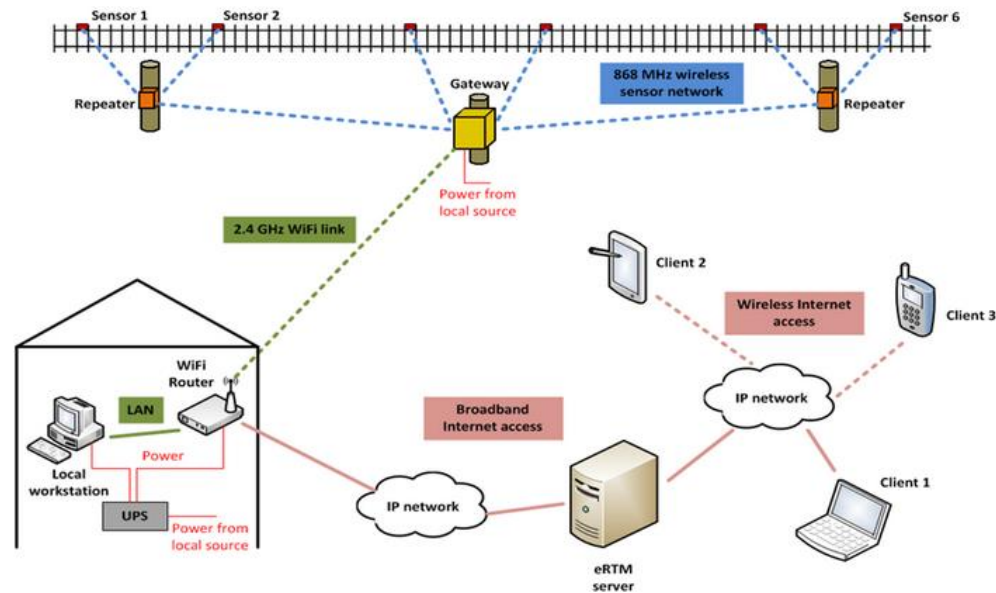 Sensor 1
Sensor 2
Sensor 6
Repeater
Gateway
868 MHz wireless
sensor network
Repeater
Power from
local source
2.4 GHz WiFi link
Client 2
Wireless Internet
access
Client 3
WiFi
Router
LAN
Power
Local
workstation
UPS
Power from
local source
Broadband
Internet access
IP network
IP network
Client 1
eRTM
server